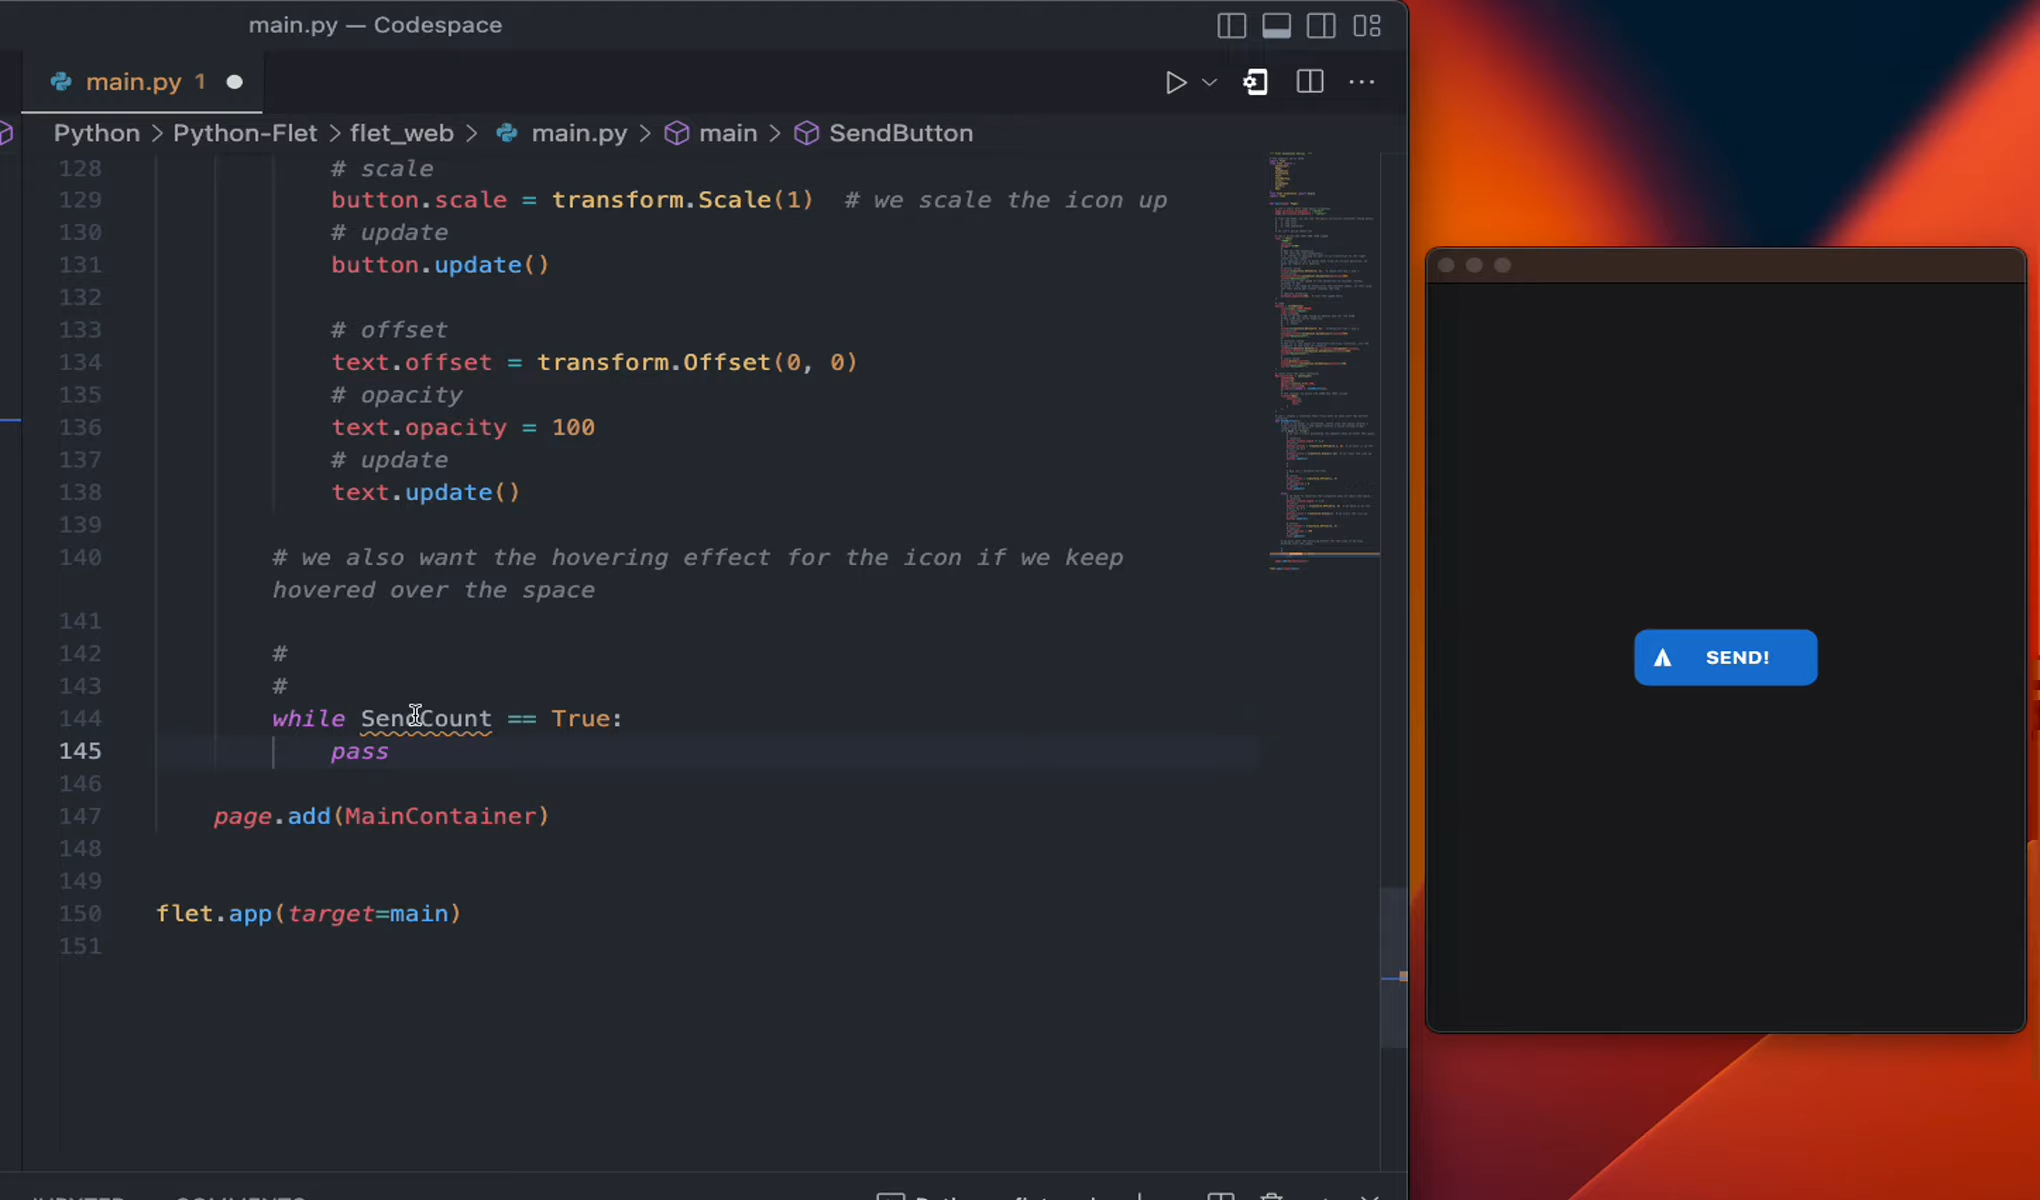 main.py — Codespace
main.py 1
Python > Python-Flet > flet_web > main.py > main > SendButton
128 # scale
129 button.scale = transform.Scale(1) # we scale the icon up
130 # update
131 button.update()
132
133 # offset
134 text.offset = transform.Offset(0, 0)
135 # opacity
136 text.opacity = 100
137 # update
138 text.update()
139
140 # we also want the hovering effect for the icon if we keep
hovered over the space
141
142 #
143 #
144 while SendCount == True:
145 pass
146
147 page.add(MainContainer)
148
149
150 flet.app(target=main)
151
SEND!